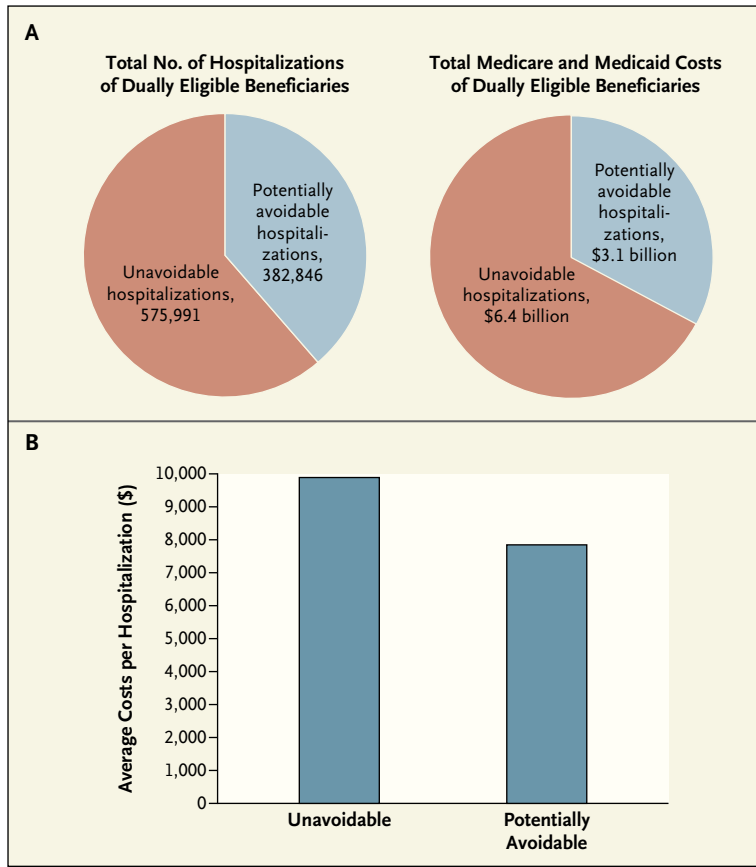 A
Total No. of Hospitalizations
of Dually Eligible Beneficiaries
Potentially
avoidable
hospitali-
zations,
382,846
Unavoidable
hospitalizations,
575,991
Total Medicare and Medicaid Costs
of Dually Eligible Beneficiaries
Potentially
avoidable
hospitali-
zations,
$3.1 billion
Unavoidable
hospitalizations,
$6.4 billion
B
Average Costs per Hospitalization ($)
10,000
9,000
8,000
7,000
6,000
5,000
4,000
3,000
2,000
1,000
0
Unavoidable
Potentially
Avoidable